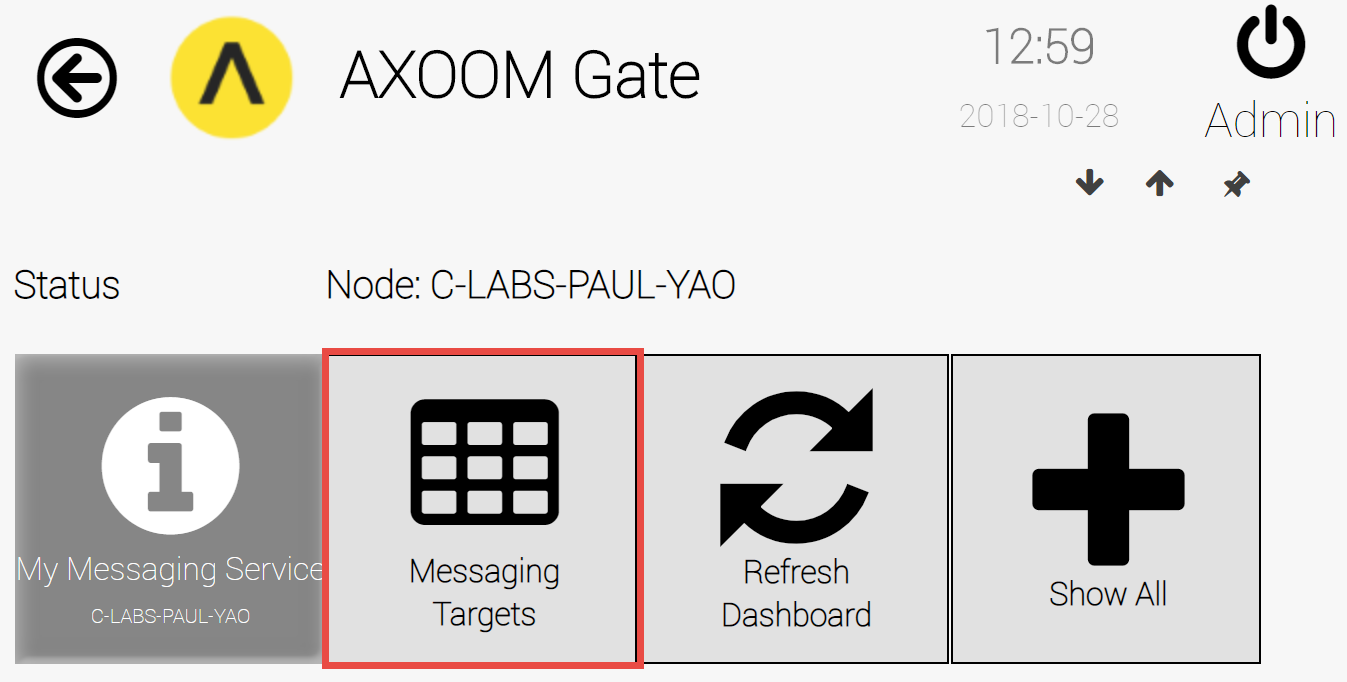 AXOOM Gate
12:59
2018-10-28
Admin
Status
Node: C-LABS-PAUL-YAO
My Messaging Service
C-LABS-PAUL-YAO
Messaging
Targets
Refresh
Dashboard
Show All